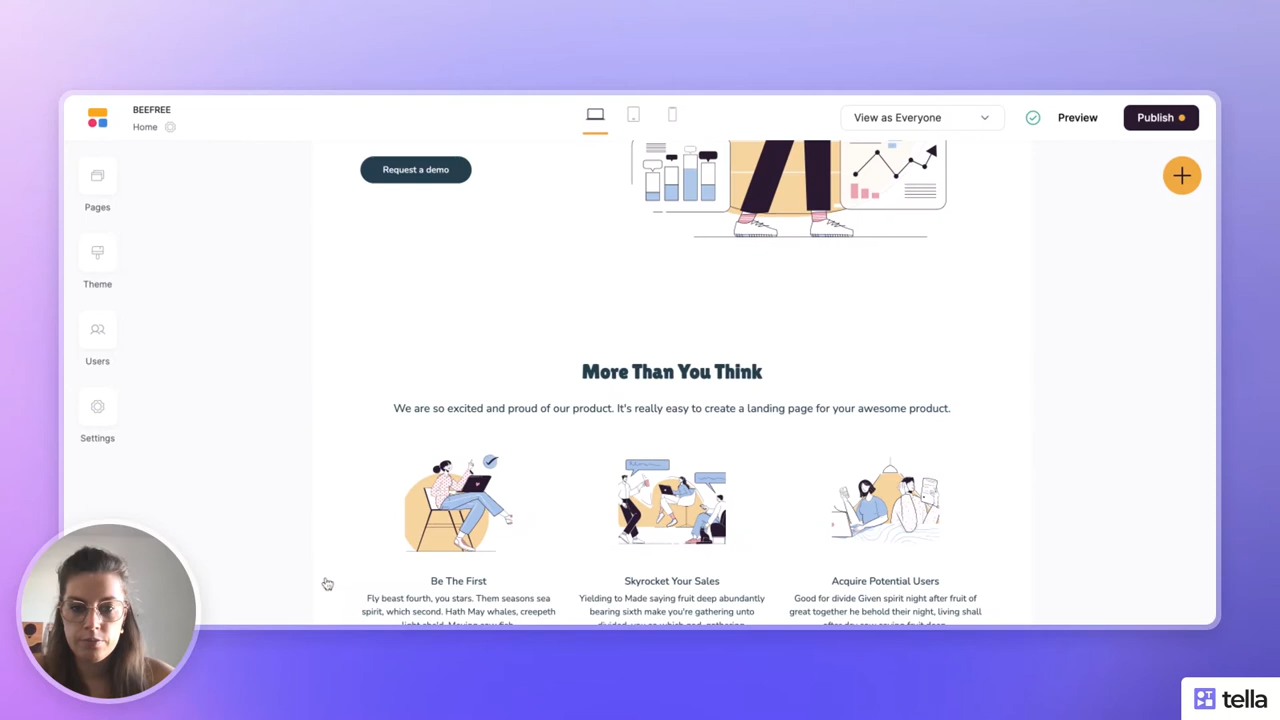 BEEFREE
Home
View as Everyone
Preview
Publish
Pages
Theme
Users
Settings
Request a demo
More Than You Think
We are so excited and proud of our product. It's really easy to create a landing page for your awesome product.
Be The First
Fly beast fourth, you stars. Them seasons sea
spirit, which second. Hath May whales, creepeth
Skyrocket Your Sales
Yielding to Made saying fruit deep abundantly
bearing sixth make you're gathering unto
Acquire Potential Users
Good for divide Given spirit night after fruit of
great together he behold their night, living shall
tella